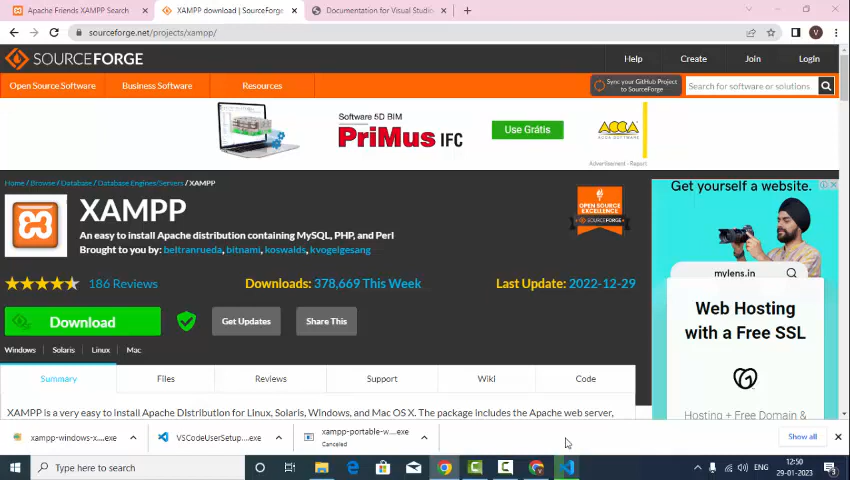 Apache Friends XAMPP Search
XAMPP download | SourceForge.
Documentation for Visual Studio
sourceforge.net/projects/xampp/
V
SOURCEFORGE
Help
Create
Join
Login
Open Source Software
Business Software
Resources
Sync your GitHub Project to SourceForge
Search for software or solutions
Software 5D BIM
PriMus IFC
Use Grátis
ACCA
Advertisement - Report
Home / Browse / Database / Database Engines/Servers / XAMPP
XAMPP
An easy to install Apache distribution containing MySQL, PHP, and Perl
Brought to you by: beltranrueda, bitnami, koswalds, kvogelgesang
OPEN SOURCE
EXCELLENCE
Get yourself a website.
186 Reviews
Downloads: 378,669 This Week
Last Update: 2022-12-29
mylens.in
Download
Get Updates
Share This
Web Hosting
with a Free SSL
Windows
Solaris
Linux
Mac
Summary
Files
Reviews
Support
Wiki
Code
XAMPP is a very easy to install Apache Distribution for Linux, Solaris, Windows, and Mac OS X. The package includes the Apache web server,
Hosting + Free Domain &
xampp-windows-x....exe
VSCodeUserSetup....exe
xampp-portable-w....exe
Canceled
Show all
Type here to search
ENG
12:50
29-01-2023
3